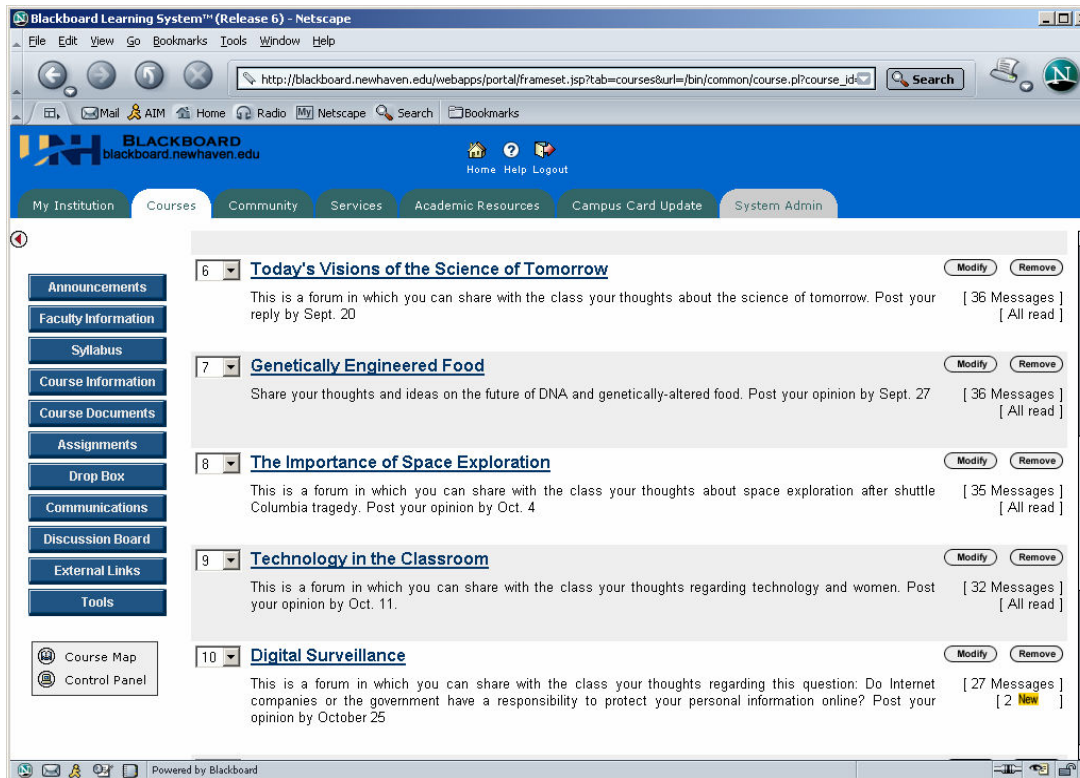 Blackboard Learning System™ (Release 6) - Netscape
File Edit View Go Bookmarks Tools Window Help
http://blackboard.newhaven.edu/webapps/portal/frameset.jsp?tab=courses&url=/bin/common/course.pl?course_id= Search
Mail AIM Home Radio My Netscape Search Bookmarks
BLACKBOARD
blackboard.newhaven.edu
Home Help Logout
My Institution Courses Community Services Academic Resources Campus Card Update System Admin
Announcements
Faculty Information
Syllabus
Course Information
Course Documents
Assignments
Drop Box
Communications
Discussion Board
External Links
Tools
Course Map
Control Panel
6 Today's Visions of the Science of Tomorrow Modify Remove
This is a forum in which you can share with the class your thoughts about the science of tomorrow. Post your [ 36 Messages ]
reply by Sept. 20 [ All read ]
7 Genetically Engineered Food Modify Remove
Share your thoughts and ideas on the future of DNA and genetically-altered food. Post your opinion by Sept. 27 [ 36 Messages ]
[ All read ]
8 The Importance of Space Exploration Modify Remove
This is a forum in which you can share with the class your thoughts about space exploration after shuttle [ 35 Messages ]
Columbia tragedy. Post your opinion by Oct. 4 [ All read ]
9 Technology in the Classroom Modify Remove
This is a forum in which you can share with the class your thoughts regarding technology and women. Post [ 32 Messages ]
your opinion by Oct. 11. [ All read ]
10 Digital Surveillance Modify Remove
This is a forum in which you can share with the class your thoughts regarding this question: Do Internet [ 27 Messages ]
companies or the government have a responsibility to protect your personal information online? Post your [ 2 New ]
opinion by October 25
Powered by Blackboard